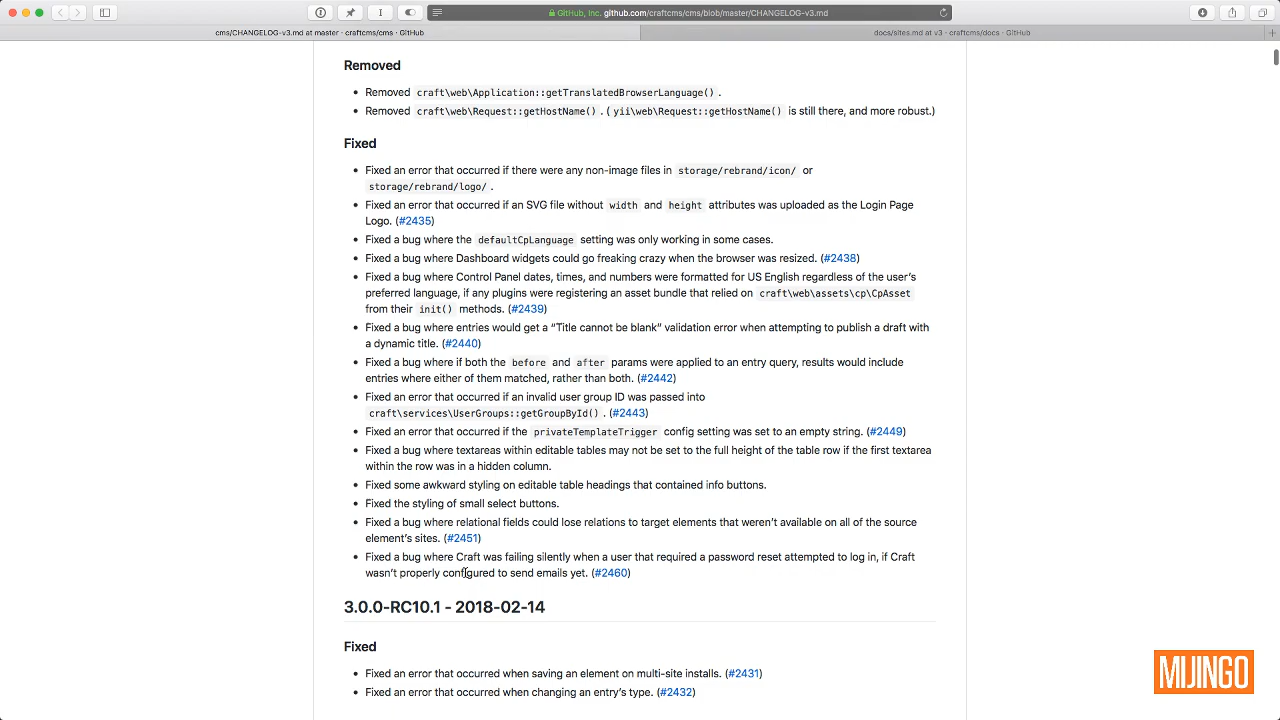 GitHub, Inc. github.com/craftcms/cms/blob/master/CHANGELOG-v3.md
cms/CHANGELOG-v3.md at master · craftcms/cms · GitHub
docs/sites.md at v3 · craftcms/docs · GitHub
Removed
• Removed craft\web\Application::getTranslatedBrowserLanguage() .
• Removed craft\web\Request::getHostName() . ( yii\web\Request::getHostName() is still there, and more robust.)
Fixed
• Fixed an error that occurred if there were any non-image files in storage/rebrand/icon/ or
storage/rebrand/logo/ .
• Fixed an error that occurred if an SVG file without width and height attributes was uploaded as the Login Page
Logo. (#2435)
• Fixed a bug where the defaultCpLanguage setting was only working in some cases.
• Fixed a bug where Dashboard widgets could go freaking crazy when the browser was resized. (#2438)
• Fixed a bug where Control Panel dates, times, and numbers were formatted for US English regardless of the user's
preferred language, if any plugins were registering an asset bundle that relied on craft\web\assets\cp\CpAsset
from their init() methods. (#2439)
• Fixed a bug where entries would get a “Title cannot be blank” validation error when attempting to publish a draft with
a dynamic title. (#2440)
• Fixed a bug where if both the before and after params were applied to an entry query, results would include
entries where either of them matched, rather than both. (#2442)
• Fixed an error that occurred if an invalid user group ID was passed into
craft\services\UserGroups::getGroupById() . (#2443)
• Fixed an error that occurred if the privateTemplateTrigger config setting was set to an empty string. (#2449)
• Fixed a bug where textareas within editable tables may not be set to the full height of the table row if the first textarea
within the row was in a hidden column.
• Fixed some awkward styling on editable table headings that contained info buttons.
• Fixed the styling of small select buttons.
• Fixed a bug where relational fields could lose relations to target elements that weren't available on all of the source
element's sites. (#2451)
• Fixed a bug where Craft was failing silently when a user that required a password reset attempted to log in, if Craft
wasn't properly configured to send emails yet. (#2460)
3.0.0-RC10.1 - 2018-02-14
Fixed
• Fixed an error that occurred when saving an element on multi-site installs. (#2431)
• Fixed an error that occurred when changing an entry's type. (#2432)
MIJINGO